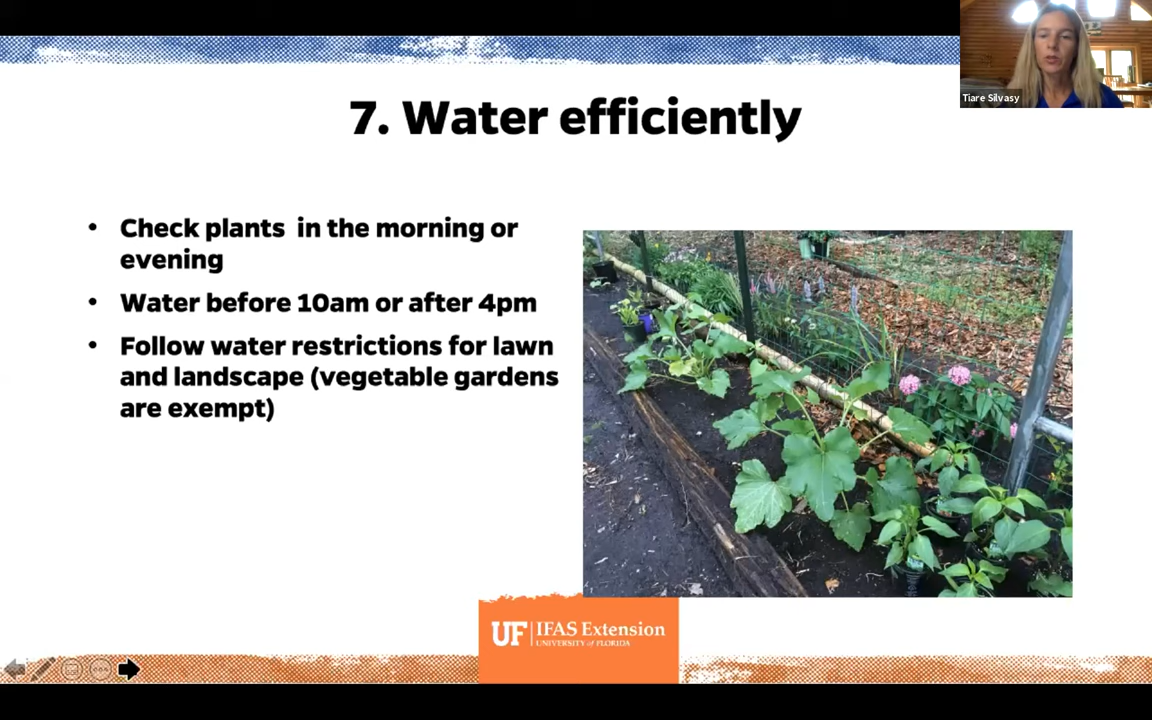 Tiare Silvasy
7. Water efficiently
• Check plants in the morning or
evening
• Water before 10am or after 4pm
• Follow water restrictions for lawn
and landscape (vegetable gardens
are exempt)
UF IFAS Extension
UNIVERSITY of FLORIDA